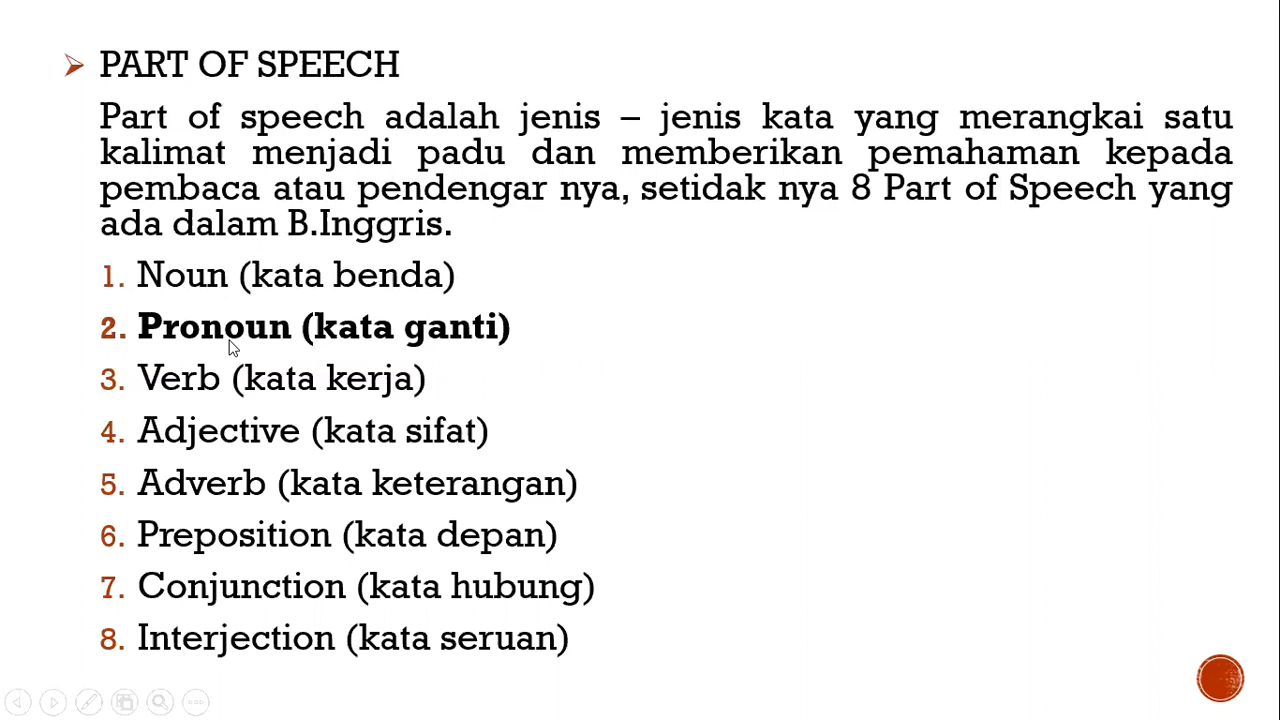 PART OF SPEECH
Part of speech adalah jenis – jenis kata yang merangkai satu
kalimat menjadi padu dan memberikan pemahaman kepada
pembaca atau pendengar nya, setidak nya 8 Part of Speech yang
ada dalam B.Inggris.
1. Noun (kata benda)
2. Pronoun (kata ganti)
3. Verb (kata kerja)
4. Adjective (kata sifat)
5. Adverb (kata keterangan)
6. Preposition (kata depan)
7. Conjunction (kata hubung)
8. Interjection (kata seruan)